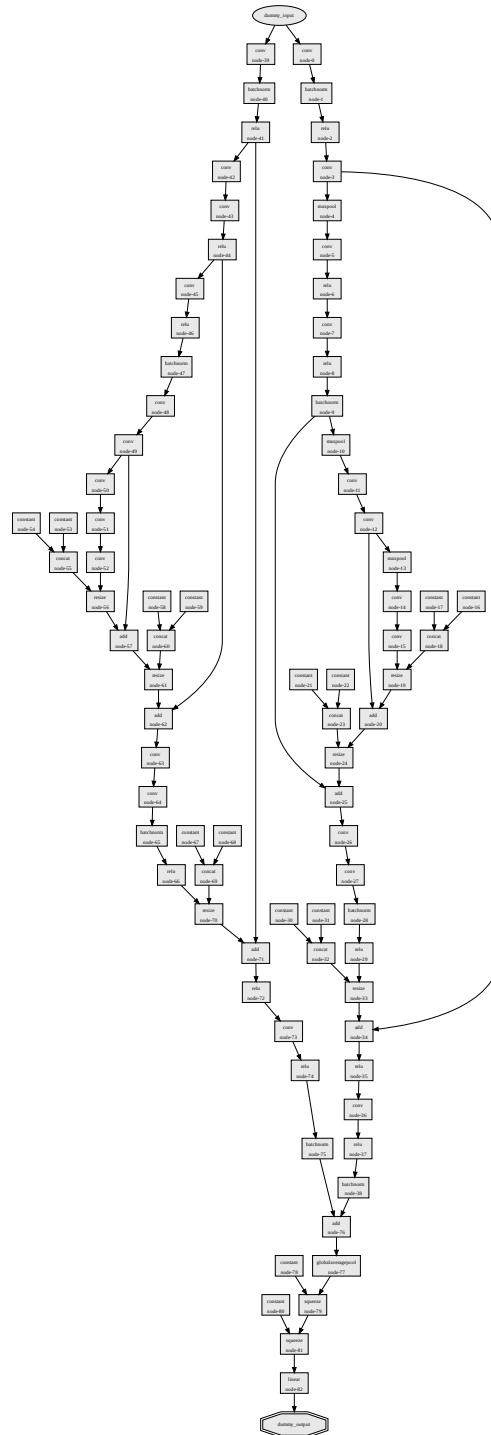 dummy_input
conv
node-39
conv
node-0
batchnorm
node-40
batchnorm
node-1
relu
node-41
relu
node-2
conv
node-42
conv
node-3
conv
node-43
maxpool
node-4
relu
node-44
conv
node-5
conv
node-45
relu
node-6
relu
node-46
conv
node-7
batchnorm
node-47
relu
node-8
conv
node-48
batchnorm
node-9
conv
node-49
maxpool
node-10
conv
node-50
conv
node-11
constant
node-54
constant
node-53
conv
node-51
conv
node-12
concat
node-55
conv
node-52
maxpool
node-13
resize
node-56
constant
node-58
constant
node-59
conv
node-14
constant
node-17
constant
node-16
add
node-57
concat
node-60
conv
node-15
concat
node-18
resize
node-61
constant
node-21
constant
node-22
resize
node-19
add
node-62
concat
node-23
add
node-20
conv
node-63
resize
node-24
conv
node-64
add
node-25
batchnorm
node-65
constant
node-67
constant
node-68
conv
node-26
relu
node-66
concat
node-69
conv
node-27
resize
node-70
constant
node-30
constant
node-31
batchnorm
node-28
add
node-71
concat
node-32
relu
node-29
relu
node-72
resize
node-33
conv
node-73
add
node-34
relu
node-74
relu
node-35
conv
node-36
batchnorm
node-75
relu
node-37
batchnorm
node-38
add
node-76
constant
node-78
globalaveragepool
node-77
constant
node-80
squeeze
node-79
squeeze
node-81
linear
node-82
dummy_output